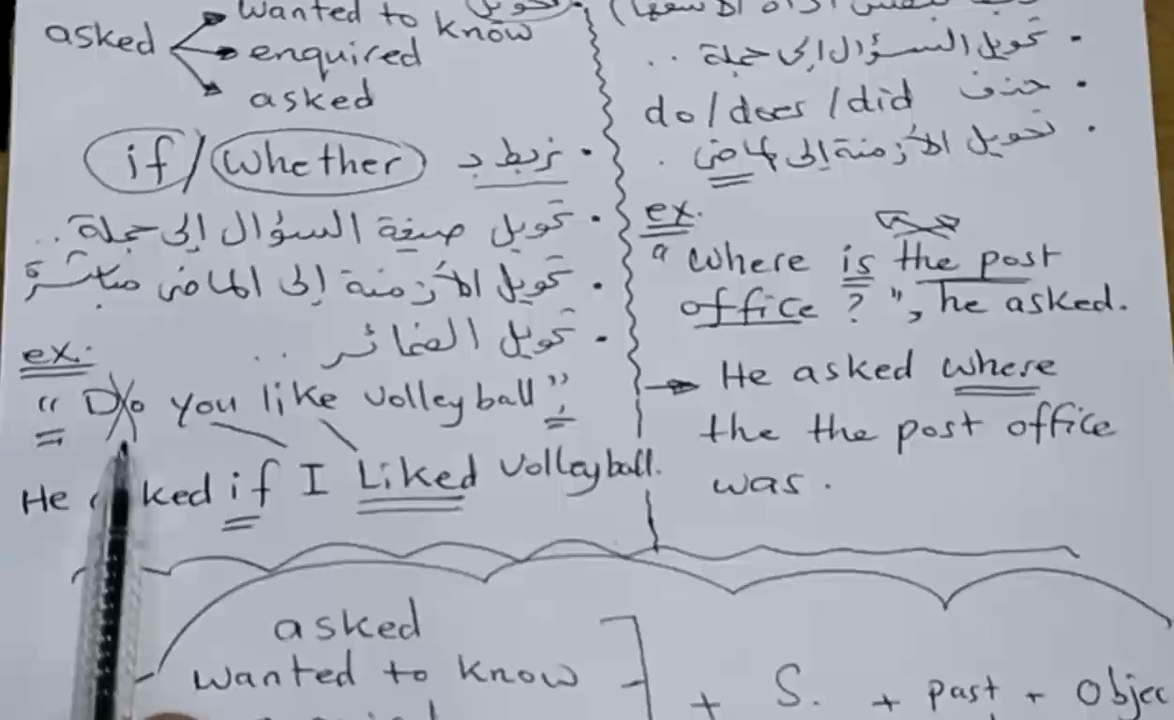 wanted to know
asked
enquired
asked
if / whether نربط بـ
• تحويل صيغة السؤال إلى جملة ..
• تحويل الأزمنة إلى الماضي مباشرة
• تحويل الضمائر ..
ex:
“ Do you like volleyball ”,
He asked if I Liked volleyball.
• تحويل السؤال إلى جملة ..
• حذف do / does / did
• تحويل الأزمنة إلى ماضي .
ex.
" Where is the post
office ? ", he asked.
He asked where
the the post office
was .
asked
wanted to know
+ S. + past + Objec